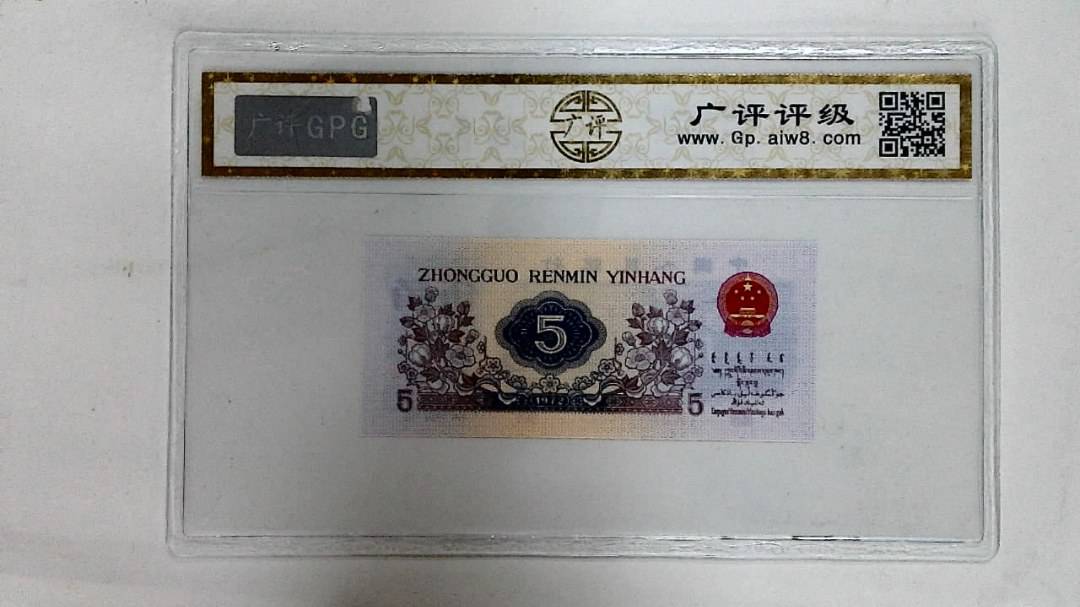 广评GPG
广评
广评评级
www.Gp.aiw8.com
ZHONGGUO RENMIN YINHANG
5
5
1972
5